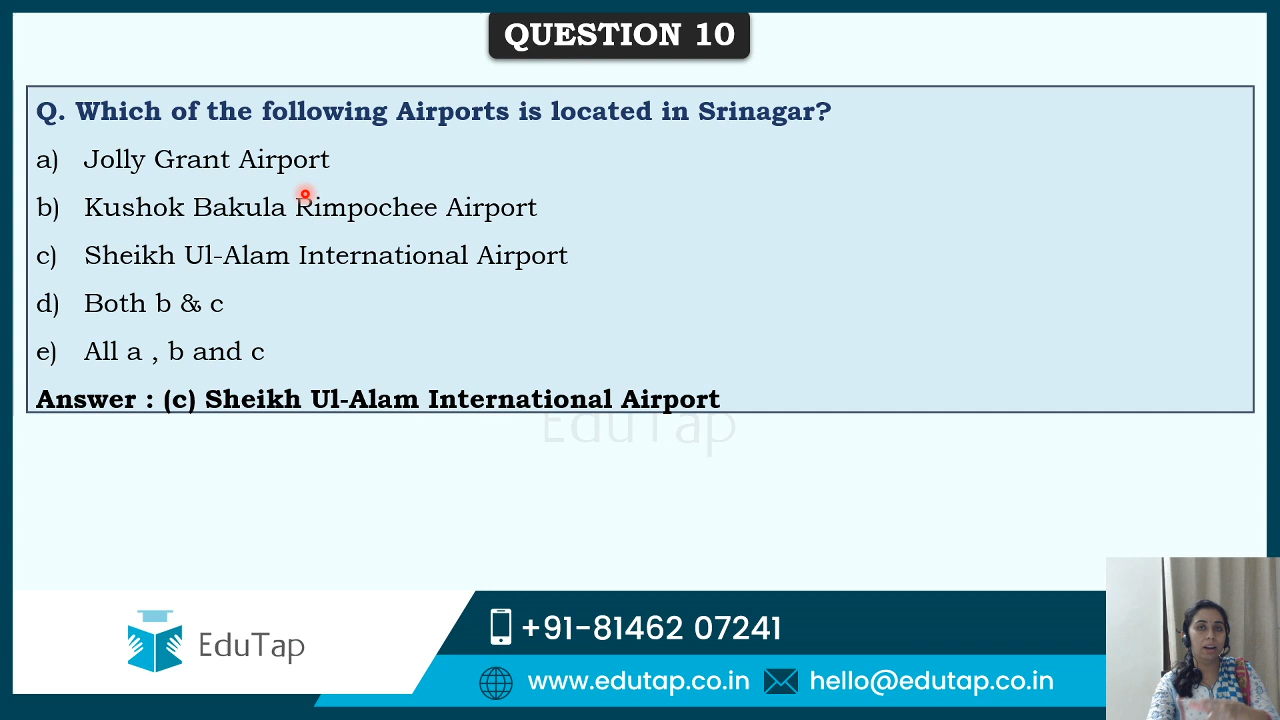 QUESTION 10
Q. Which of the following Airports is located in Srinagar?
a) Jolly Grant Airport
b) Kushok Bakula Rimpochee Airport
c) Sheikh Ul-Alam International Airport
d) Both b & c
e) All a , b and c
Answer : (c) Sheikh Ul-Alam International Airport
EduTap
EduTap
+91-81462 07241
www.edutap.co.in hello@edutap.co.in